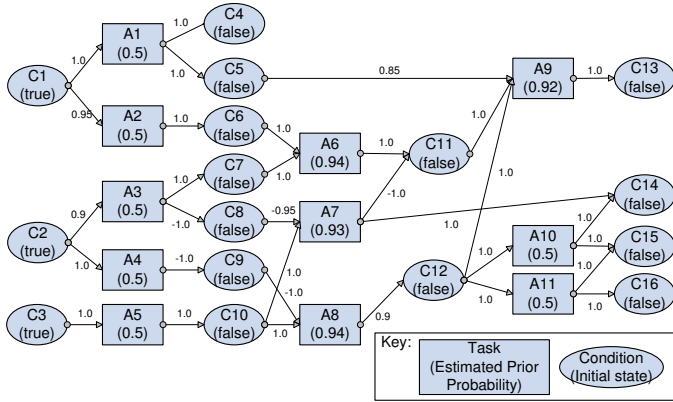 C1
(true)
C2
(true)
C3
(true)
1.0
0.95
0.9
1.0
1.0
A1
(0.5)
A2
(0.5)
A3
(0.5)
A4
(0.5)
A5
(0.5)
1.0
1.0
1.0
1.0
-1.0
-1.0
1.0
C4
(false)
C5
(false)
C6
(false)
C7
(false)
C8
(false)
C9
(false)
C10
(false)
0.85
1.0
1.0
-0.95
1.0
-1.0
1.0
A6
(0.94)
A7
(0.93)
A8
(0.94)
1.0
-1.0
1.0
0.9
C11
(false)
C12
(false)
1.0
1.0
1.0
1.0
A9
(0.92)
A10
(0.5)
A11
(0.5)
1.0
1.0
1.0
1.0
1.0
C13
(false)
C14
(false)
C15
(false)
C16
(false)
Key:
Task
(Estimated Prior
Probability)
Condition
(Initial state)